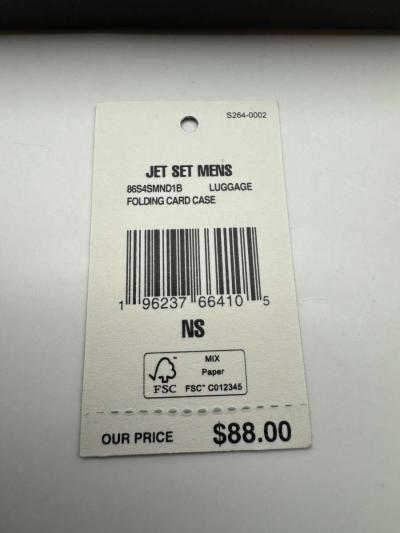 S264-0002
JET SET MENS
86S4SMND1B LUGGAGE
FOLDING CARD CASE
1 96237 66410 5
NS
MIX
Paper
FSC™ C012345
FSC
OUR PRICE $88.00